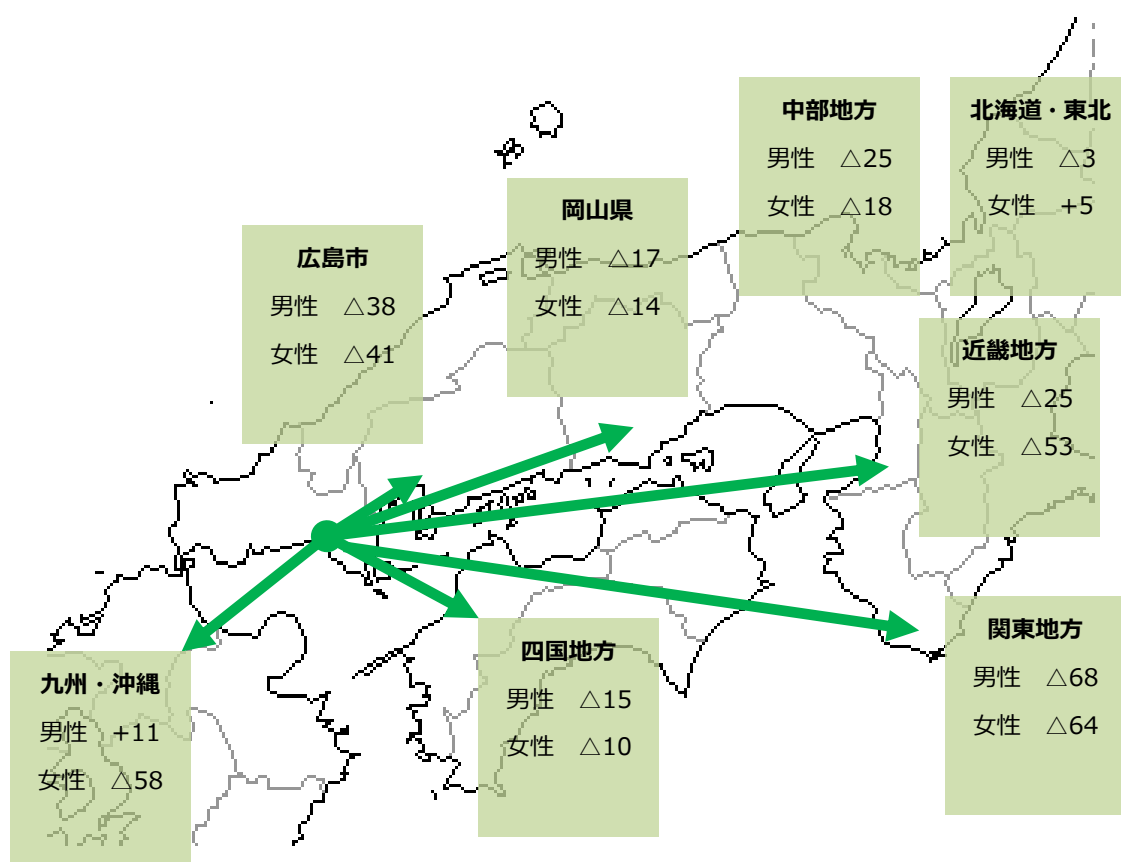 中部地方
男性　△25
女性　△18
北海道・東北
男性　△3
女性　+5
岡山県
男性　△17
女性　△14
広島市
男性　△38
女性　△41
近畿地方
男性　△25
女性　△53
関東地方
男性　△68
女性　△64
四国地方
男性　△15
女性　△10
九州・沖縄
男性　+11
女性　△58